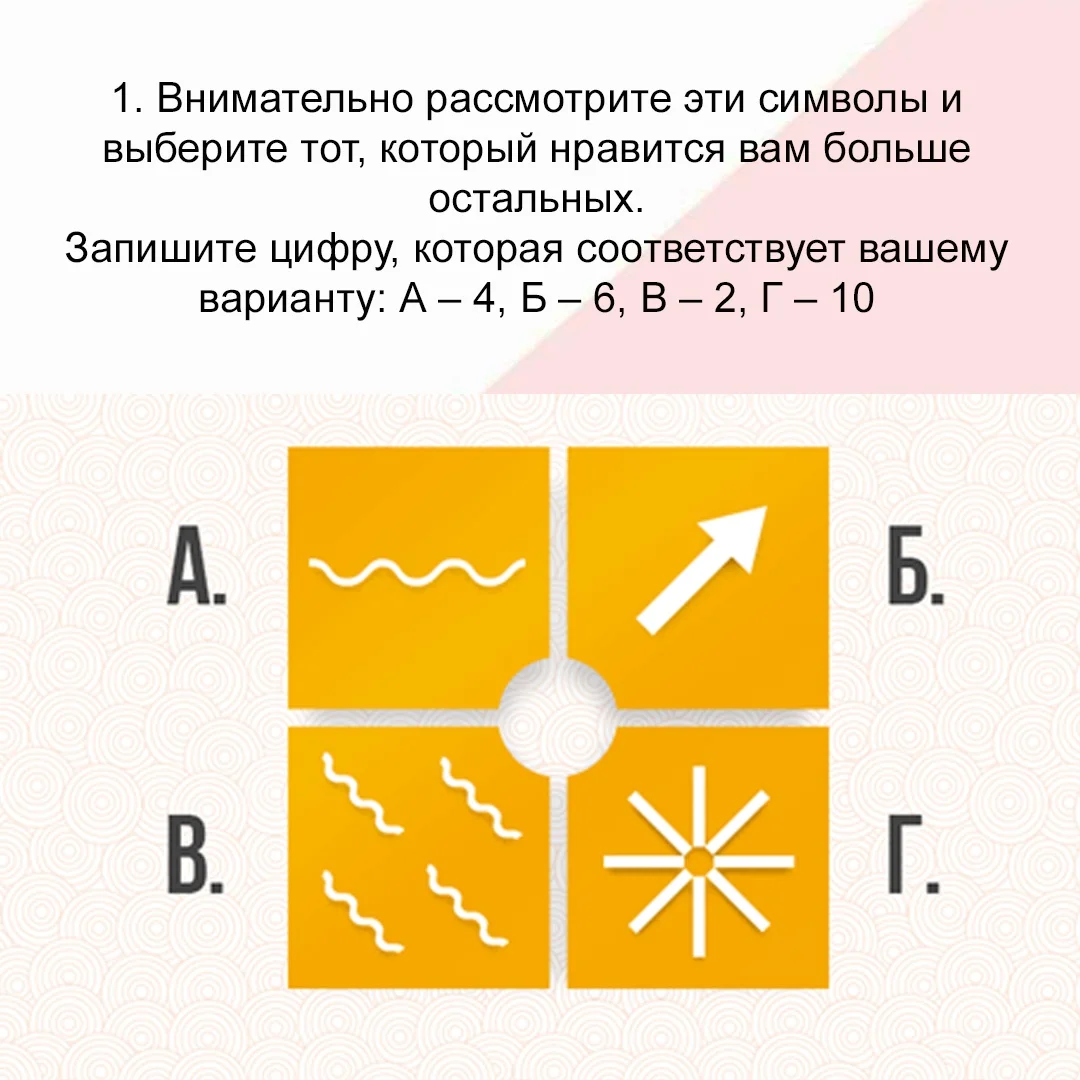 1. Внимательно рассмотрите эти символы и
выберите тот, который нравится вам больше
остальных.
Запишите цифру, которая соответствует вашему
варианту: А – 4, Б – 6, В – 2, Г – 10
А.
Б.
В.
Г.